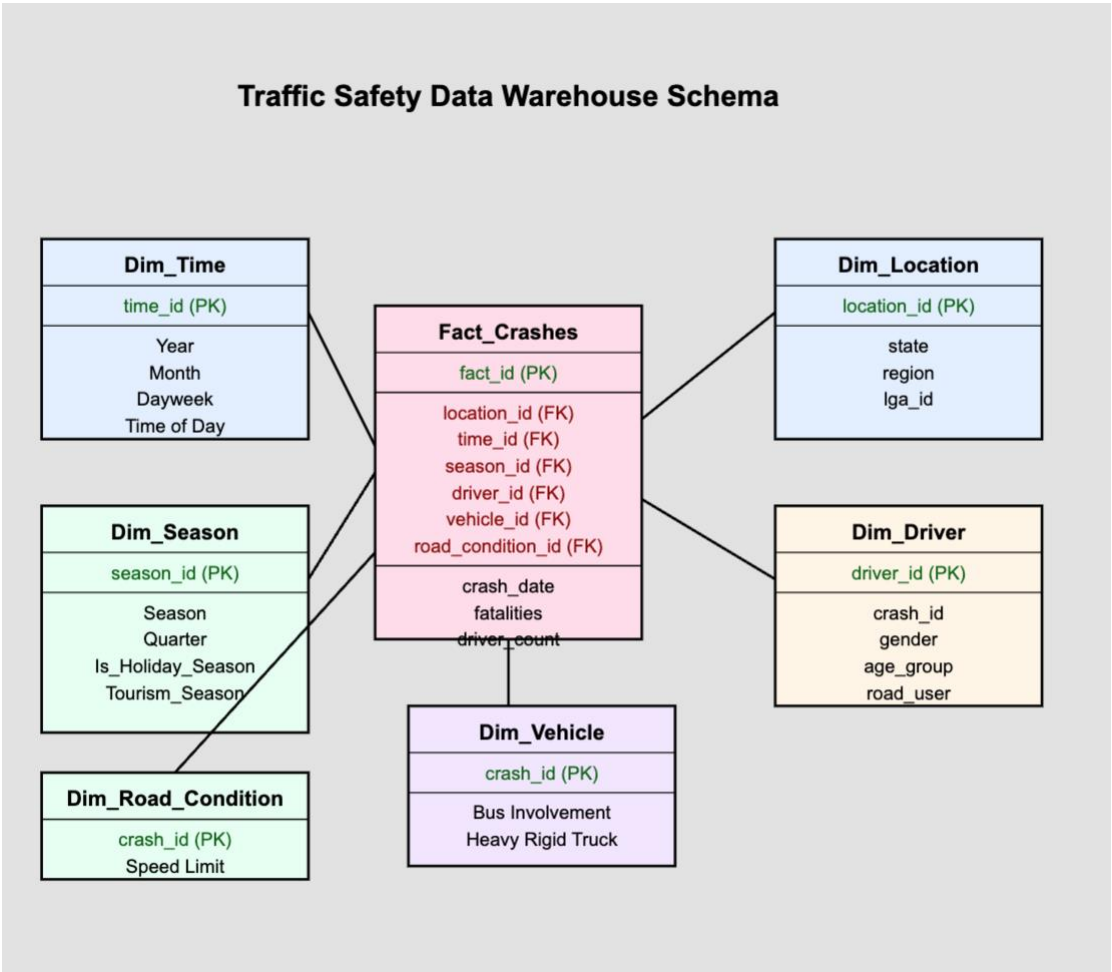 Traffic Safety Data Warehouse Schema
Dim_Time
time_id (PK)
Year
Month
Dayweek
Time of Day
Dim_Season
season_id (PK)
Season
Quarter
Is_Holiday_Season
Tourism_Season
Dim_Road_Condition
crash_id (PK)
Speed Limit
Fact_Crashes
fact_id (PK)
location_id (FK)
time_id (FK)
season_id (FK)
driver_id (FK)
vehicle_id (FK)
road_condition_id (FK)
crash_date
fatalities
driver_count
Dim_Vehicle
crash_id (PK)
Bus Involvement
Heavy Rigid Truck
Dim_Location
location_id (PK)
state
region
lga_id
Dim_Driver
driver_id (PK)
crash_id
gender
age_group
road_user